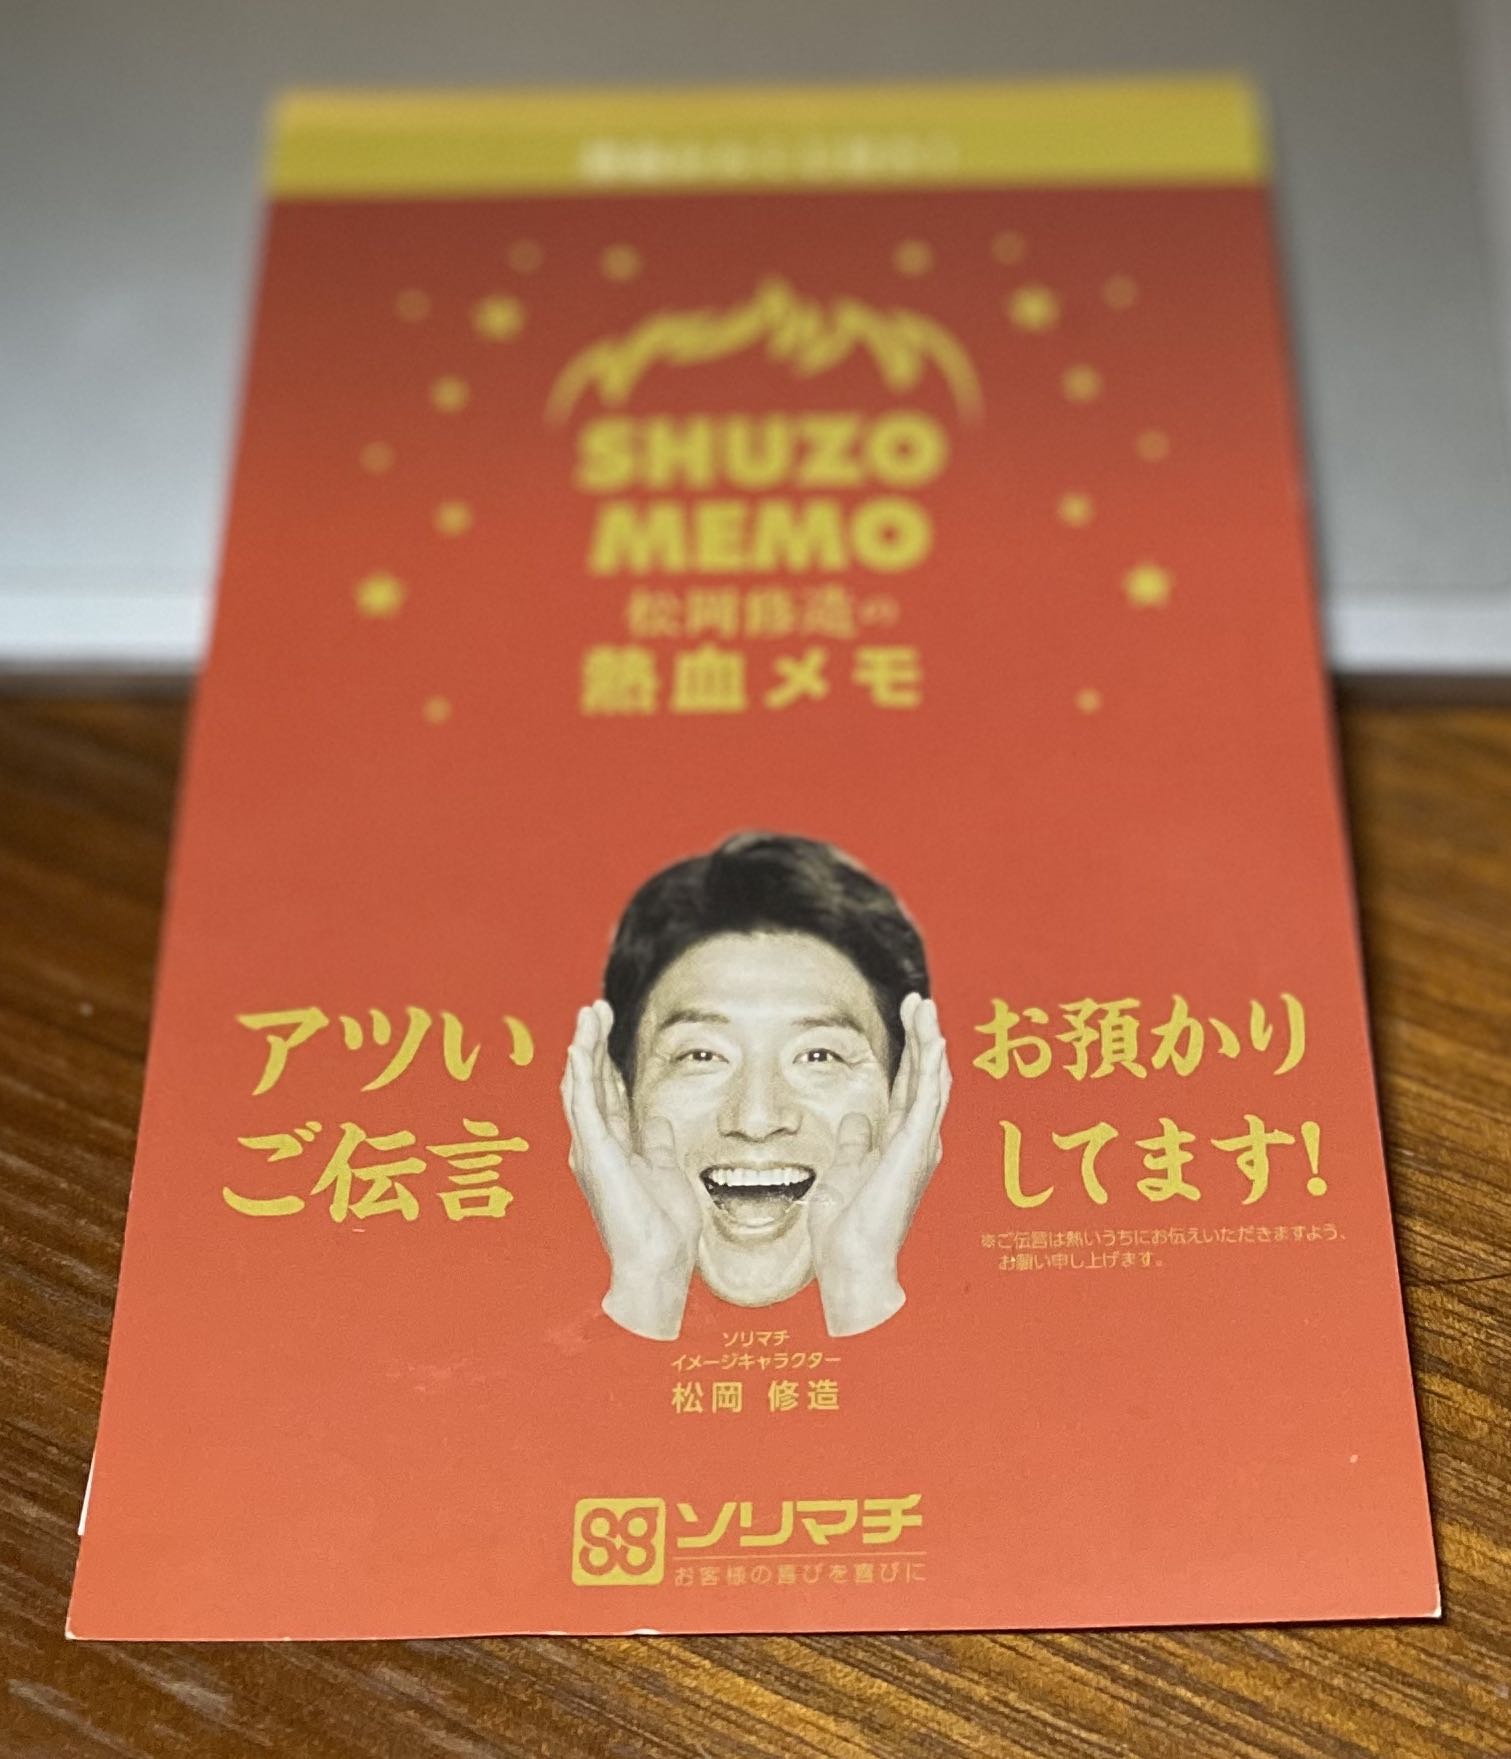 SHUZO
MEMO
松岡修造の
熱血メモ
アツい
ご伝言
お預かり
してます!
※ご伝言は熱いうちにお伝えいただきますよう、
お願い申し上げます。
ソリマチ
イメージキャラクター
松岡 修造
ソリマチ
お客様の喜びを喜びに